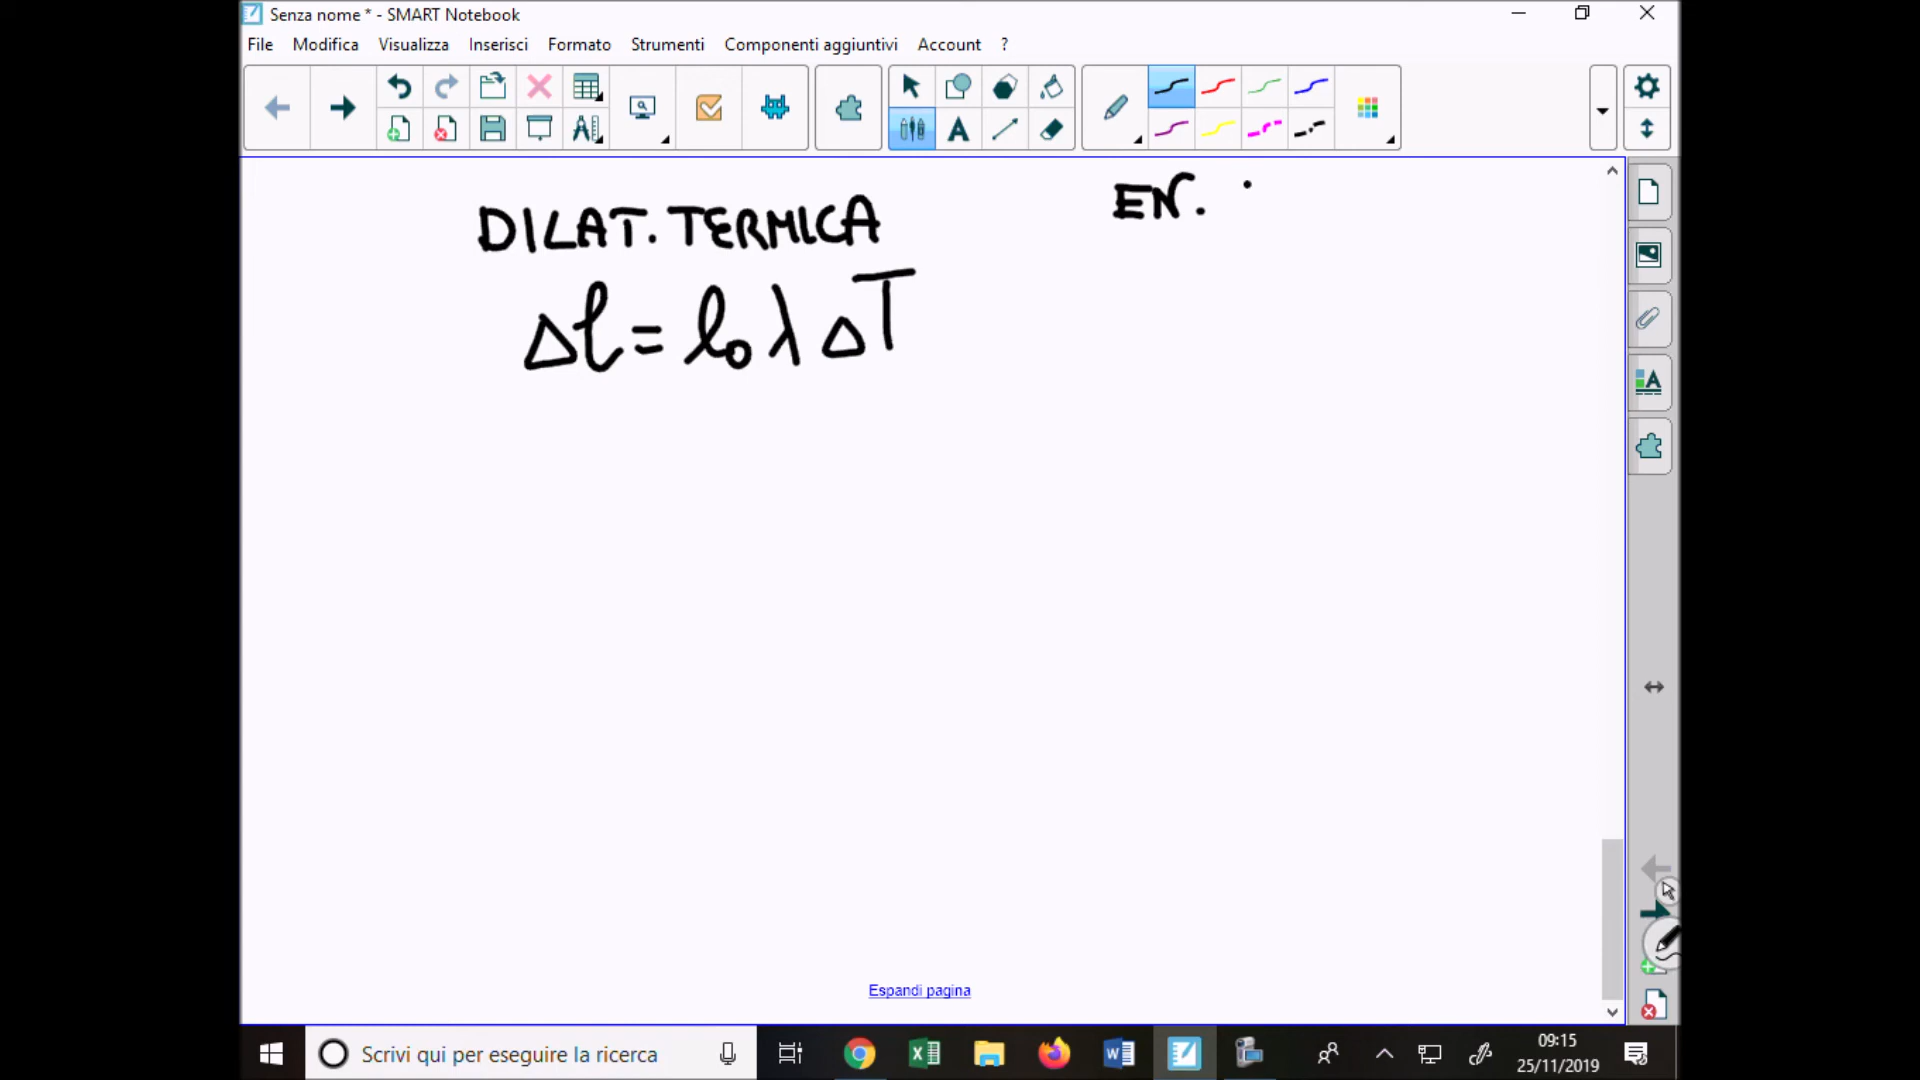 Senza nome * - SMART Notebook
File Modifica Visualizza Inserisci Formato Strumenti Componenti aggiuntivi Account ?
EN.
DILAT. TERMICA
Δl = l₀ λ ΔT
Espandi pagina
Scrivi qui per eseguire la ricerca
09:15
25/11/2019